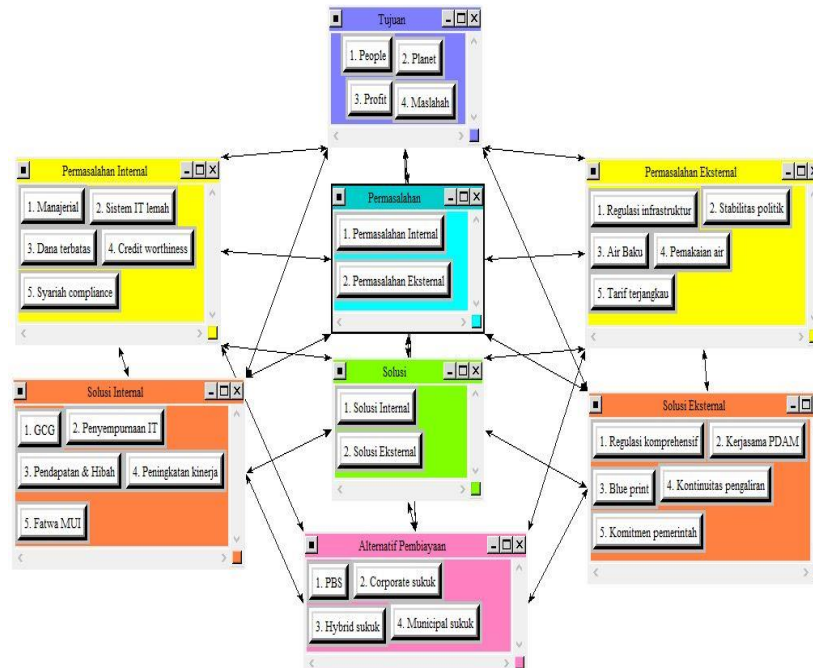 Tujuan
1. People
2. Planet
3. Profit
4. Maslahah
Permasalahan Internal
1. Manajerial
2. Sistem IT lemah
3. Dana terbatas
4. Credit worthiness
5. Syariah compliance
Permasalahan
1. Permasalahan Internal
2. Permasalahan Eksternal
Permasalahan Eksternal
1. Regulasi infrastruktur
2. Stabilitas politik
3. Air Baku
4. Pemakaian air
5. Tarif terjangkau
Solusi Internal
1. GCG
2. Penyempurnaan IT
3. Pendapatan & Hibah
4. Peningkatan kinerja
5. Fatwa MUI
Solusi
1. Solusi Internal
2. Solusi Eksternal
Solusi Eksternal
1. Regulasi komprehensif
2. Kerjasama PDAM
3. Blue print
4. Kontinuitas pengaliran
5. Komitmen pemerintah
Alternatif Pembiayaan
1. PBS
2. Corporate sukuk
3. Hybrid sukuk
4. Municipal sukuk